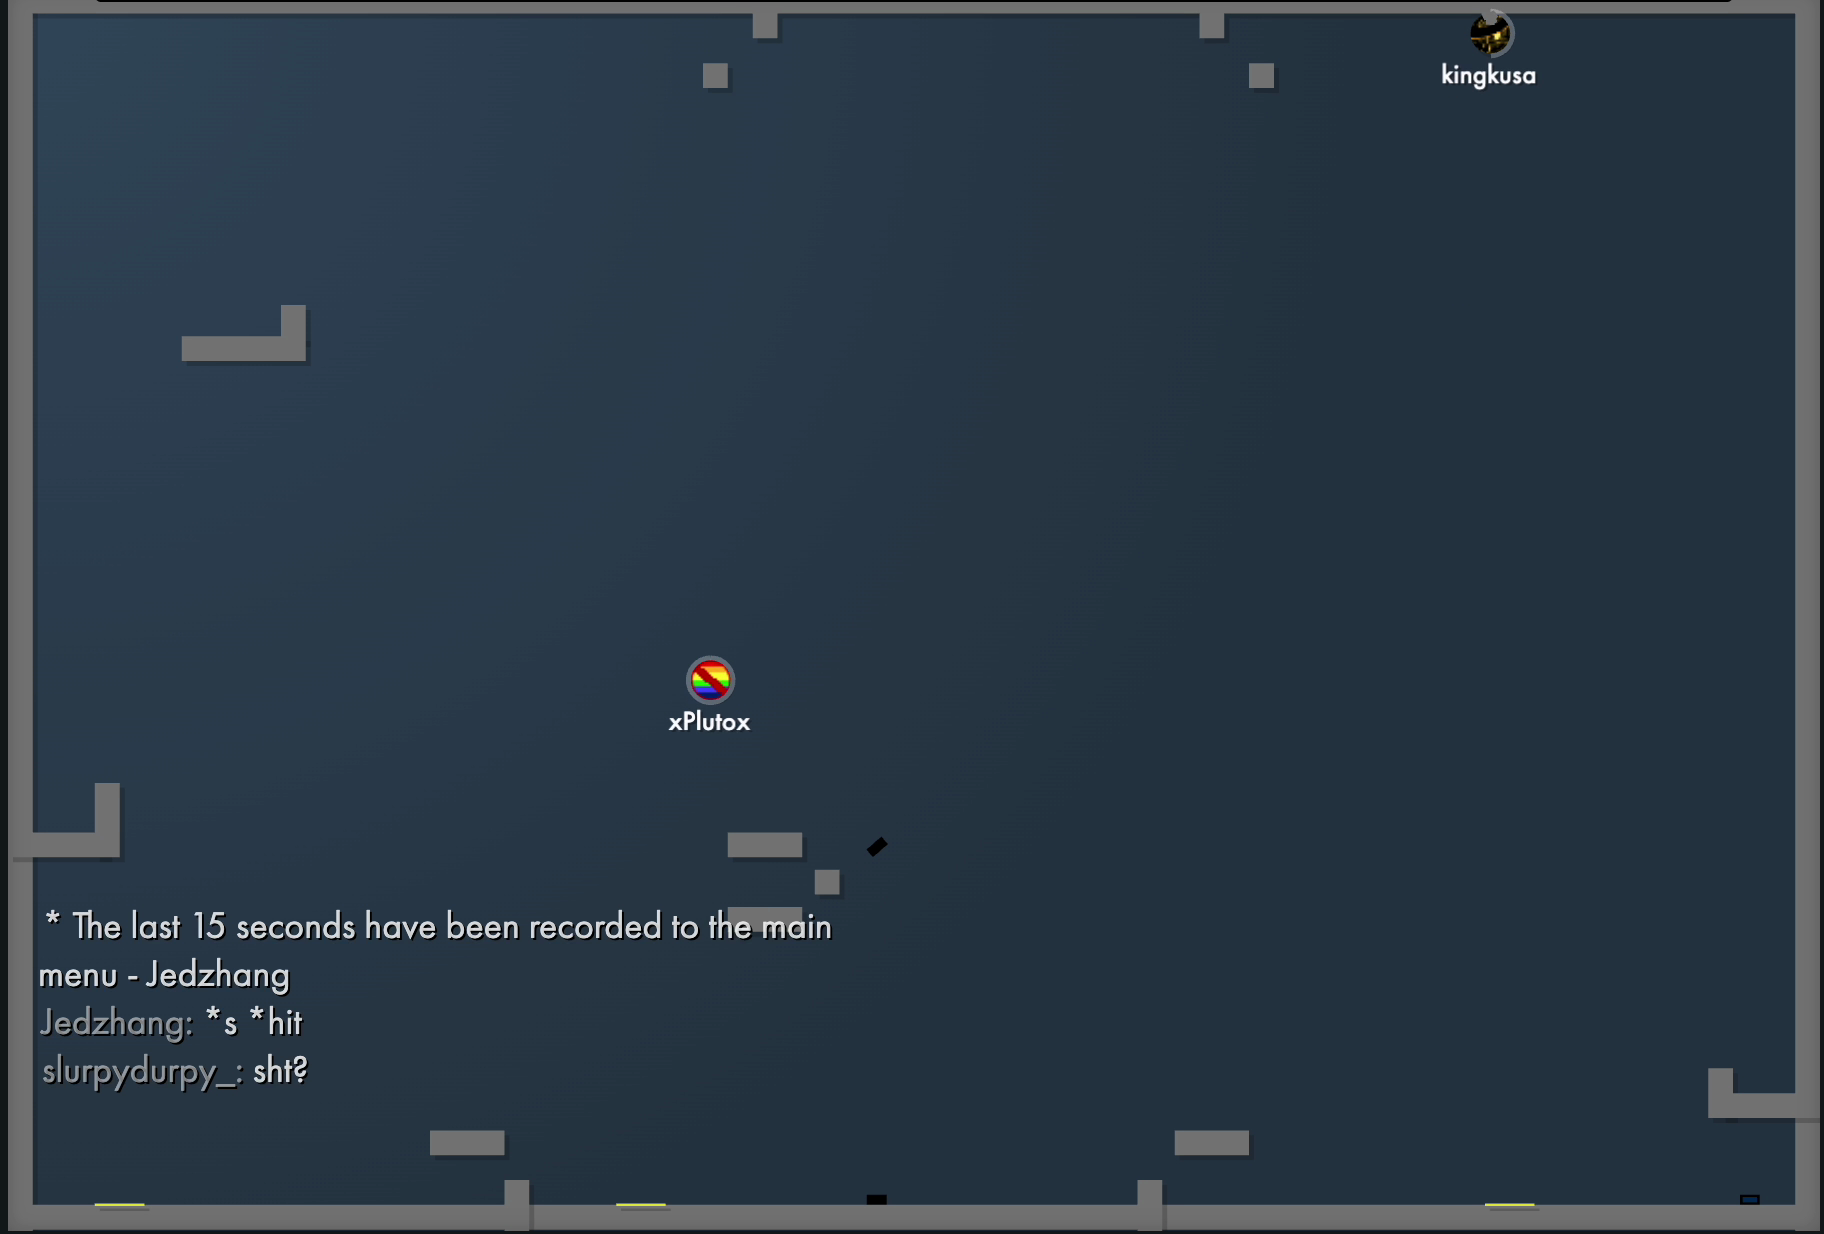 kingkusa
xPlutox
* The last 15 seconds have been recorded to the main
menu - Jedzhang
Jedzhang: *s *hit
slurpydurpy_: sht?